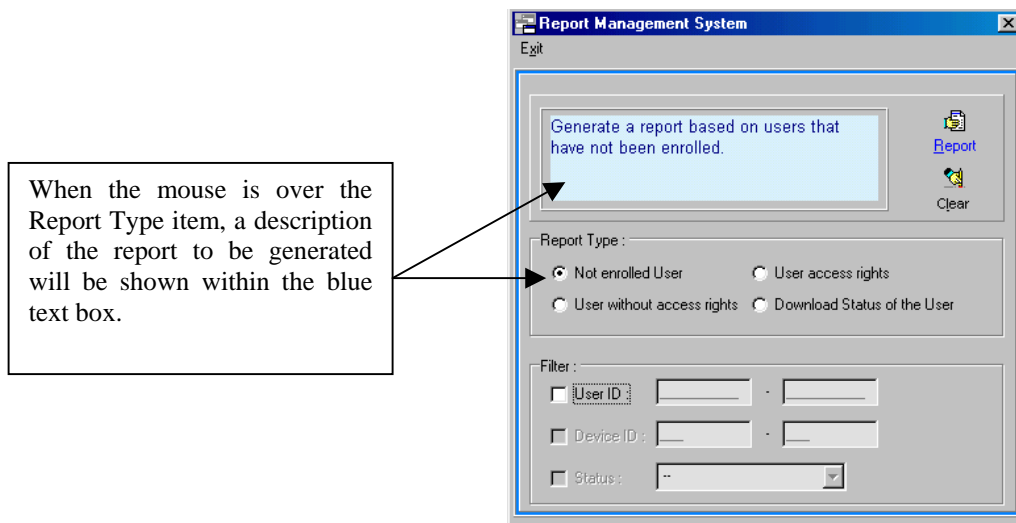 Report Management System
Exit
Generate a report based on users that
have not been enrolled.
Report
Clear
When the mouse is over the
Report Type item, a description
of the report to be generated
will be shown within the blue
text box.
Report Type :
Not enrolled User
User access rights
User without access rights
Download Status of the User
Filter :
User ID :
-
Device ID :
-
Status :
--